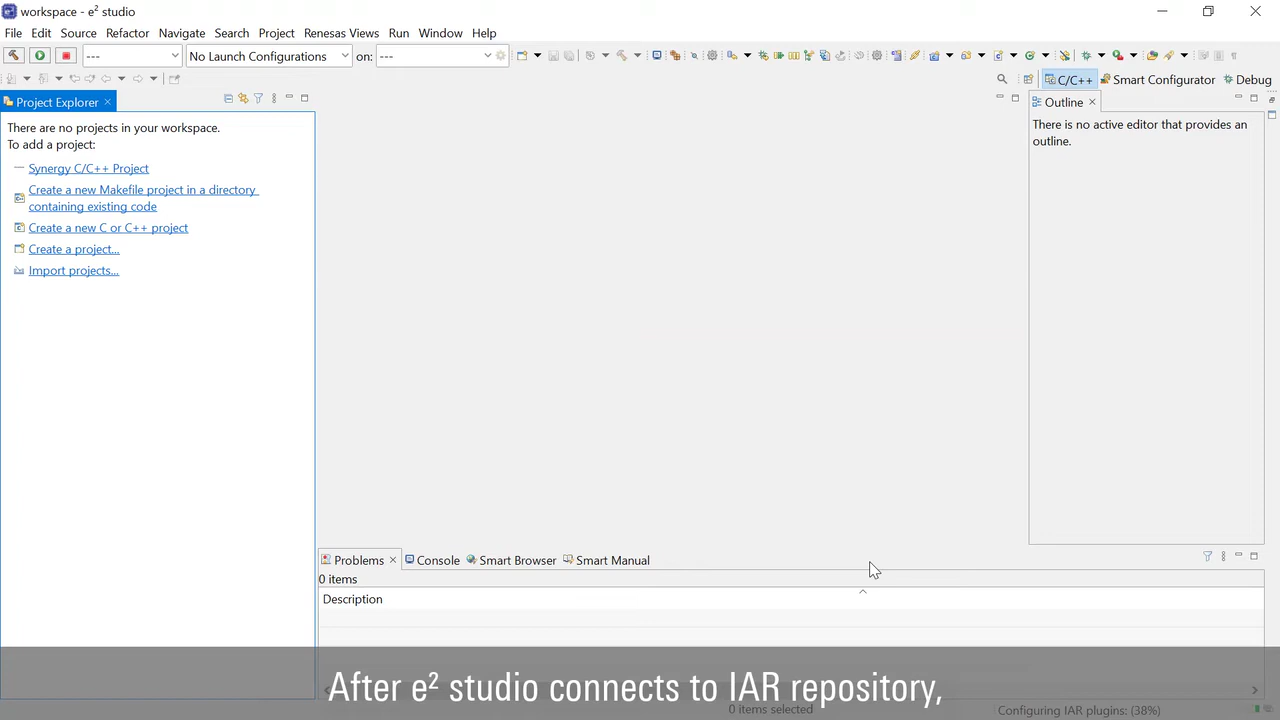 workspace - e² studio
File Edit Source Refactor Navigate Search Project Renesas Views Run Window Help
--- No Launch Configurations on: ---
C/C++ Smart Configurator Debug
Project Explorer
Outline
There are no projects in your workspace.
To add a project:
Synergy C/C++ Project
Create a new Makefile project in a directory
containing existing code
Create a new C or C++ project
Create a project...
Import projects...
There is no active editor that provides an
outline.
Problems Console Smart Browser Smart Manual
0 items
Description
After e² studio connects to IAR repository,
0 items selected
Configuring IAR plugins: (38%)